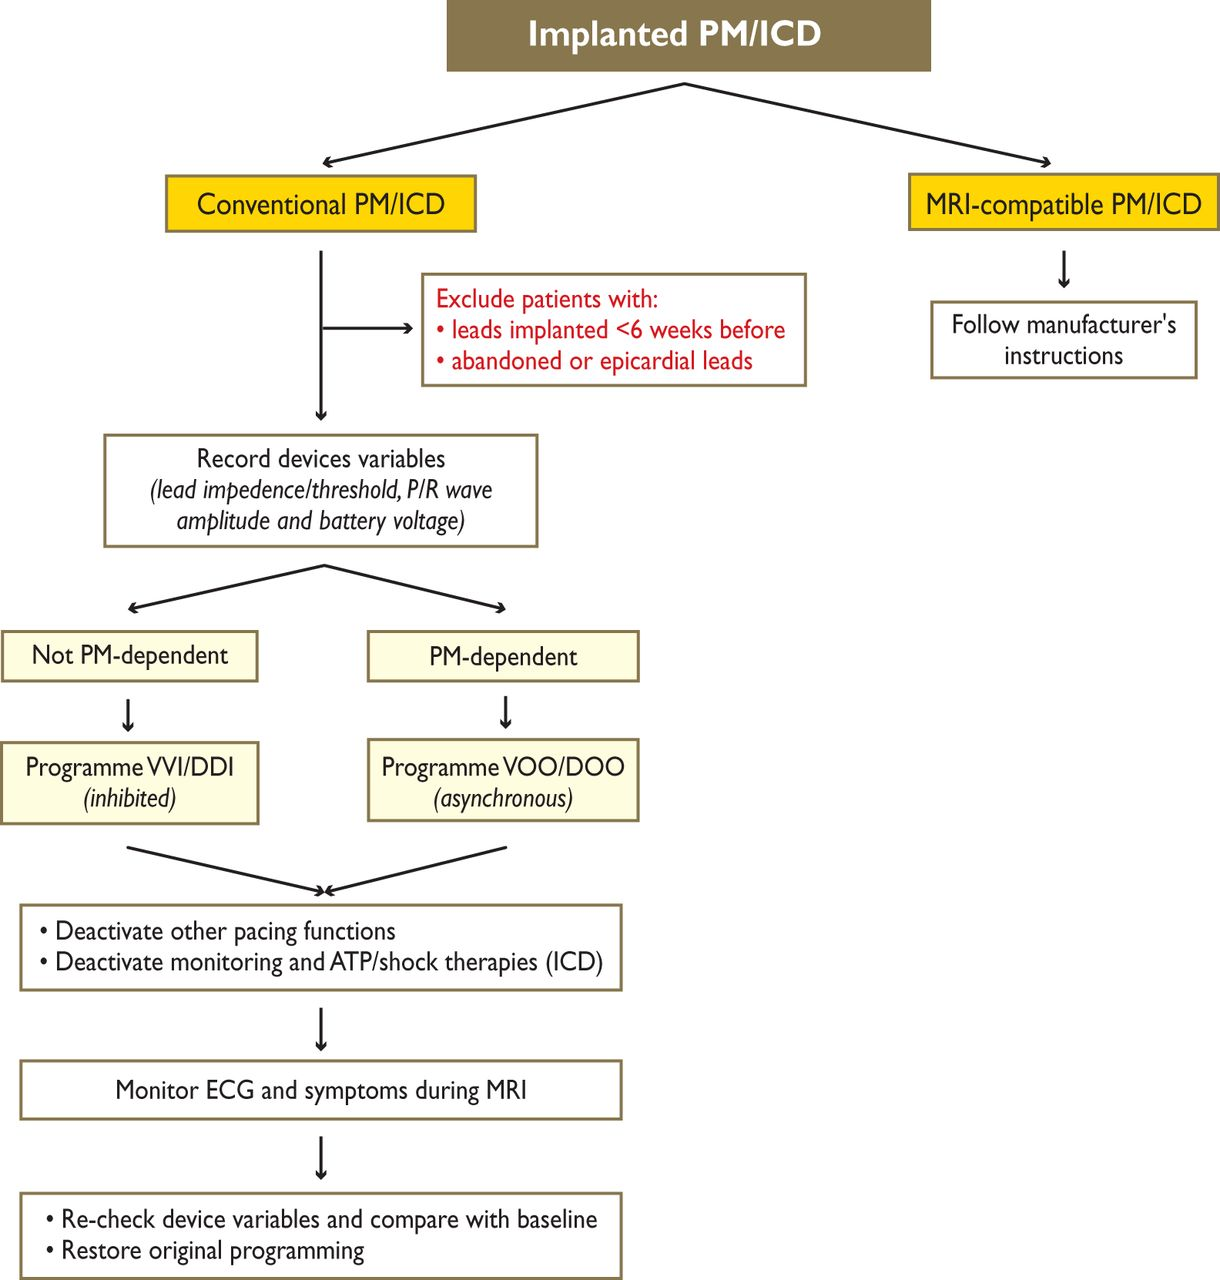 Implanted PM/ICD
Conventional PM/ICD
MRI-compatible PM/ICD
Exclude patients with:
• leads implanted <6 weeks before
• abandoned or epicardial leads
Follow manufacturer's
instructions
Record devices variables
(lead impedence/threshold, P/R wave
amplitude and battery voltage)
Not PM-dependent
PM-dependent
Programme VVI/DDI
(inhibited)
Programme VOO/DOO
(asynchronous)
• Deactivate other pacing functions
• Deactivate monitoring and ATP/shock therapies (ICD)
Monitor ECG and symptoms during MRI
• Re-check device variables and compare with baseline
• Restore original programming